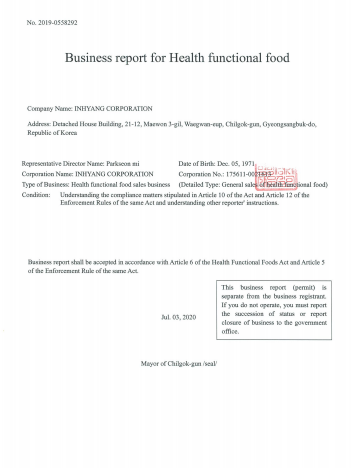 No. 2019-0558292
Business report for Health functional food
Company Name: INHYANG CORPORATION
Address: Detached House Building, 21-12, Maewon 3-gil, Waegwan-eup, Chilgok-gun, Gyeongsangbuk-do,
Republic of Korea
Representative Director Name: Parkseon mi Date of Birth: Dec. 05, 1971
Corporation Name: INHYANG CORPORATION Corporation No.: 175611-
Type of Business: Health functional food sales business (Detailed Type: General sales of health functional food)
Condition: Understanding the compliance matters stipulated in Article 10 of the Act and Article 12 of the
Enforcement Rules of the same Act and understanding other reporter' instructions.
Business report shall be accepted in accordance with Article 6 of the Health Functional Foods Act and Article 5
of the Enforcement Rule of the same Act.
This business report (permit) is
separate from the business registrant.
If you do not operate, you must report
the succession of status or report
closure of business to the government
office.
Jul. 03, 2020
Mayor of Chilgok-gun /seal/